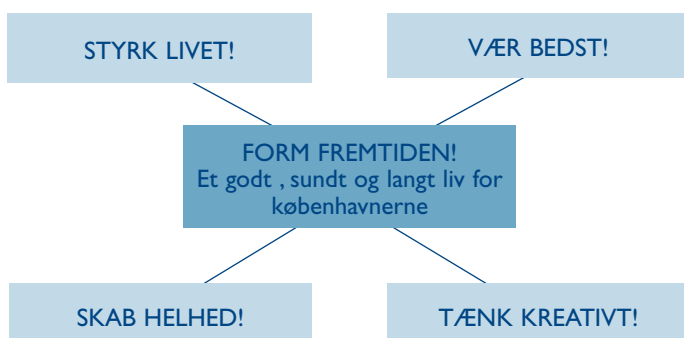 STYRK LIVET!
VÆR BEDST!
FORM FREMTIDEN!
Et godt , sundt og langt liv for
københavnerne
SKAB HELHED!
TÆNK KREATIVT!